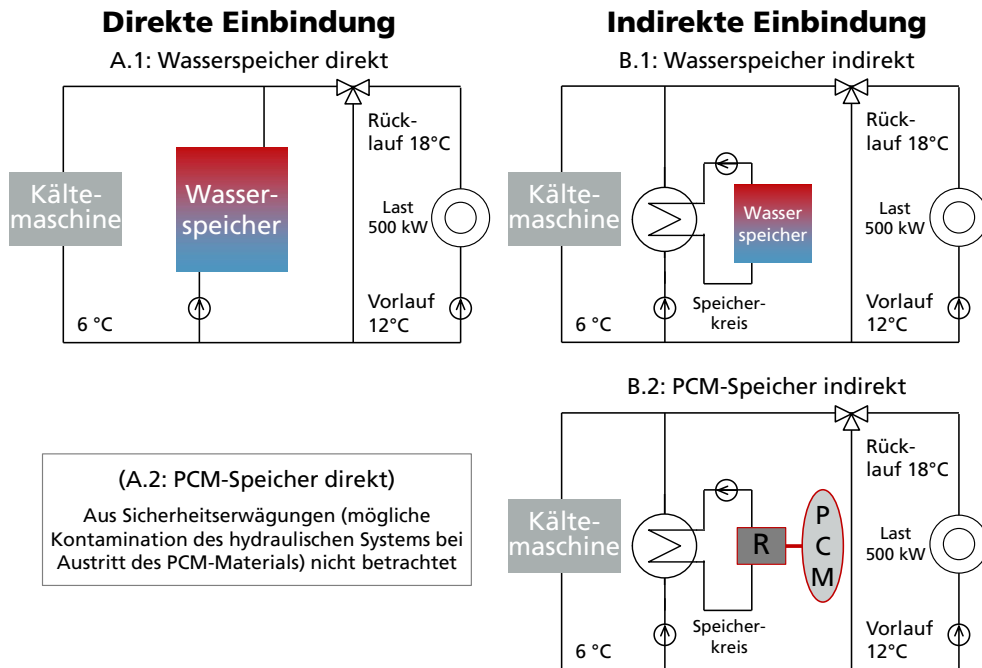 Direkte Einbindung
A.1: Wasserspeicher direkt
Rück-
lauf 18°C
Kälte-
maschine
Wasser-
speicher
Last
500 kW
6 °C
Vorlauf
12°C
(A.2: PCM-Speicher direkt)
Aus Sicherheitserwägungen (mögliche
Kontamination des hydraulischen Systems bei
Austritt des PCM-Materials) nicht betrachtet
Indirekte Einbindung
B.1: Wasserspeicher indirekt
Rück-
lauf 18°C
Kälte-
maschine
Wasser
speicher
Last
500 kW
Speicher-
kreis
6 °C
Vorlauf
12°C
B.2: PCM-Speicher indirekt
Rück-
lauf 18°C
Kälte-
maschine
R
P
C
M
Last
500 kW
Speicher-
kreis
6 °C
Vorlauf
12°C